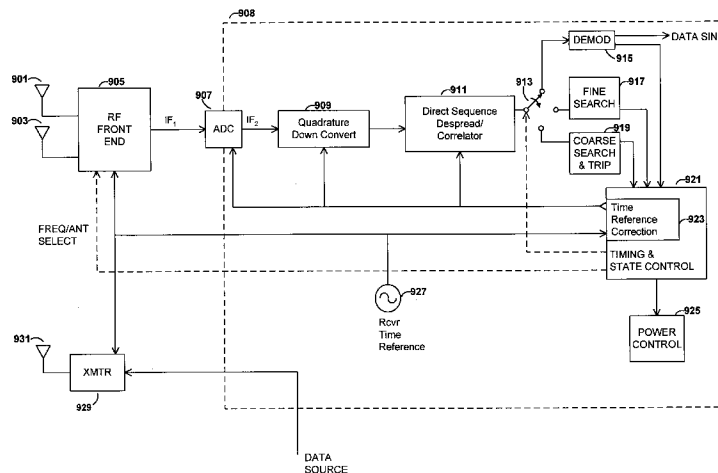 908
DEMOD
DATA SINK
915
901
905
913
917
911
907
909
FINE
SEARCH
903
RF
FRONT
END
IF1
ADC
IF2
Quadrature
Down Convert
Direct Sequence
Despread/
Correlator
919
COARSE
SEARCH
& TRIP
921
Time
Reference
Correction
923
FREQ/ANT
SELECT
TIMING &
STATE CONTROL
927
Rcvr
Time
Reference
925
POWER
CONTROL
931
XMTR
929
DATA
SOURCE